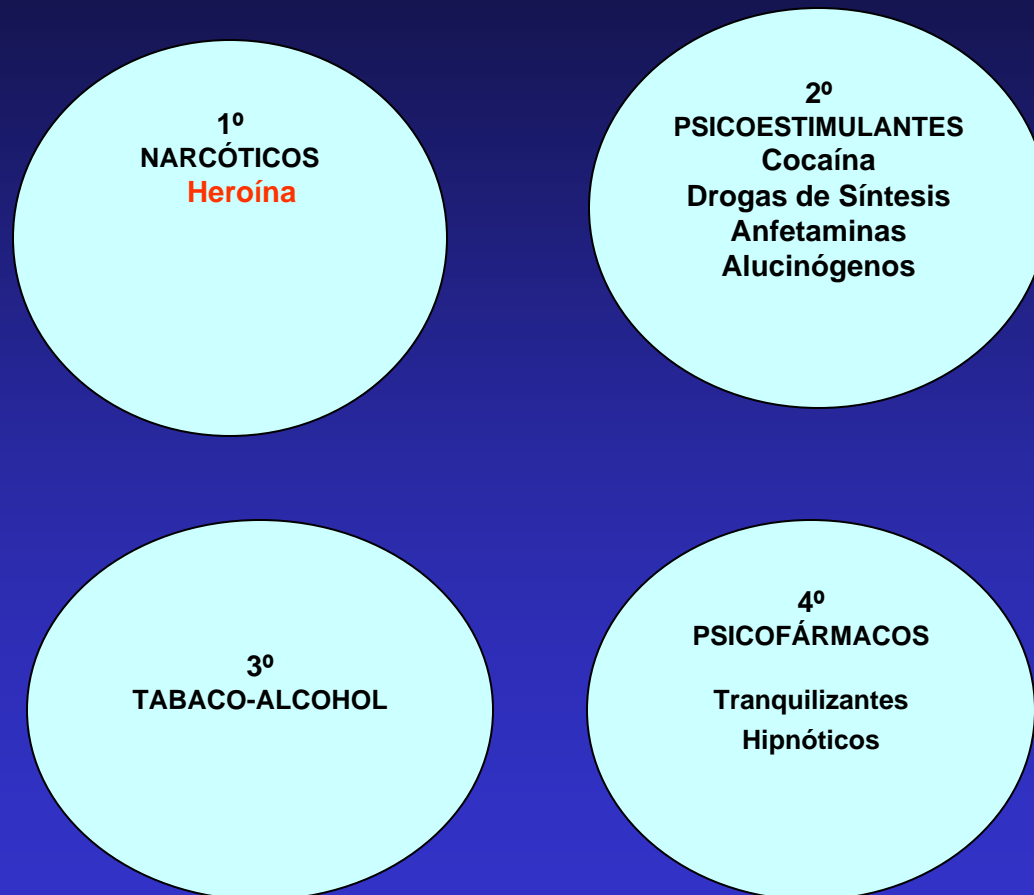 1º
NARCÓTICOS
Heroína
2º
PSICOESTIMULANTES
Cocaína
Drogas de Síntesis
Anfetaminas
Alucinógenos
3º
TABACO-ALCOHOL
4º
PSICOFÁRMACOS
Tranquilizantes
Hipnóticos